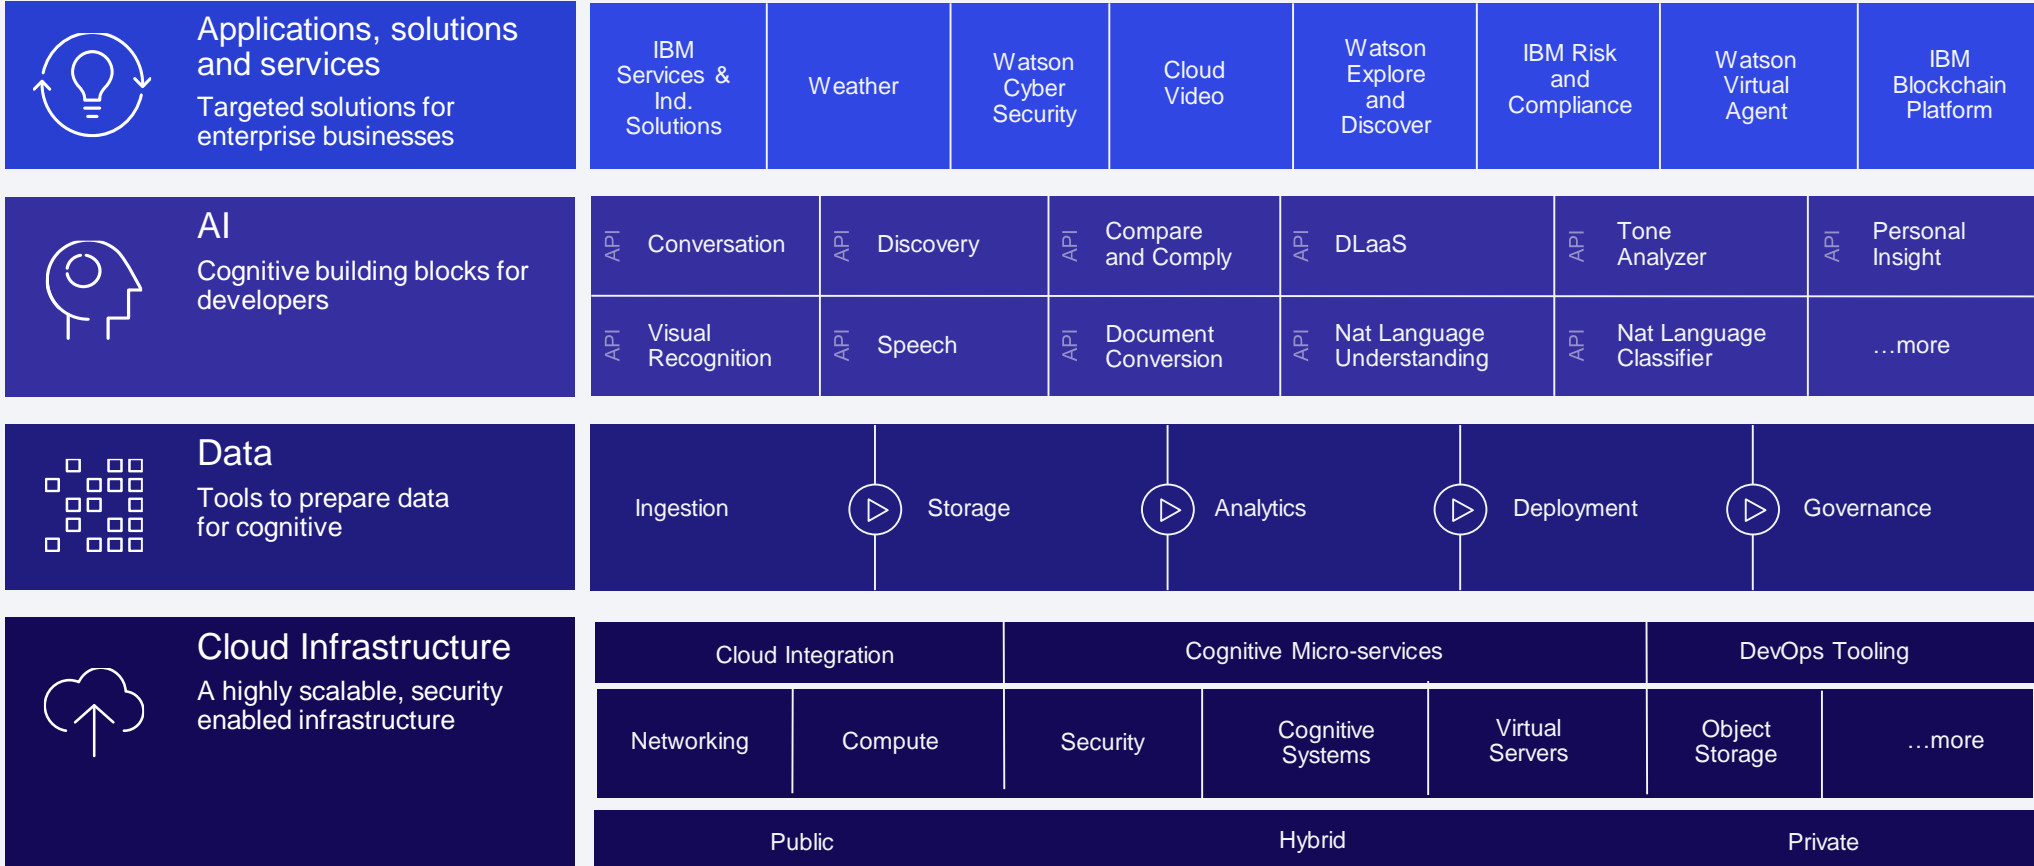 Applications, solutions
and services
Targeted solutions for
enterprise businesses
IBM
Services &
Ind.
Solutions
Weather
Watson
Cyber
Security
Cloud
Video
Watson
Explore
and
Discover
IBM Risk
and
Compliance
Watson
Virtual
Agent
IBM
Blockchain
Platform
AI
Cognitive building blocks for
developers
API
Conversation
API
Discovery
API
Compare
and Comply
API
DLaaS
API
Tone
Analyzer
API
Personal
Insight
API
Visual
Recognition
API
Speech
API
Document
Conversion
API
Nat Language
Understanding
API
Nat Language
Classifier
...more
Data
Tools to prepare data
for cognitive
Ingestion
Storage
Analytics
Deployment
Governance
Cloud Infrastructure
A highly scalable, security
enabled infrastructure
Cloud Integration
Cognitive Micro-services
DevOps Tooling
Networking
Compute
Security
Cognitive
Systems
Virtual
Servers
Object
Storage
...more
Public
Hybrid
Private